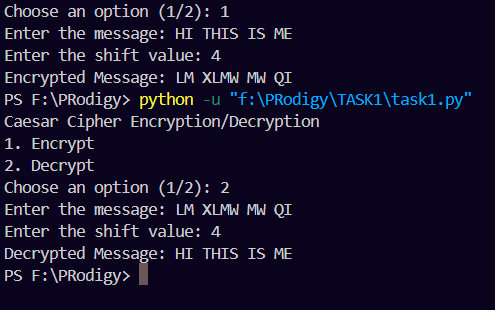 Choose an option (1/2): 1
Enter the message: HI THIS IS ME
Enter the shift value: 4
Encrypted Message: LM XLMW MW QI
PS F:\PRodigy> python -u "f:\PRodigy\TASK1\task1.py"
Caesar Cipher Encryption/Decryption
1. Encrypt
2. Decrypt
Choose an option (1/2): 2
Enter the message: LM XLMW MW QI
Enter the shift value: 4
Decrypted Message: HI THIS IS ME
PS F:\PRodigy>